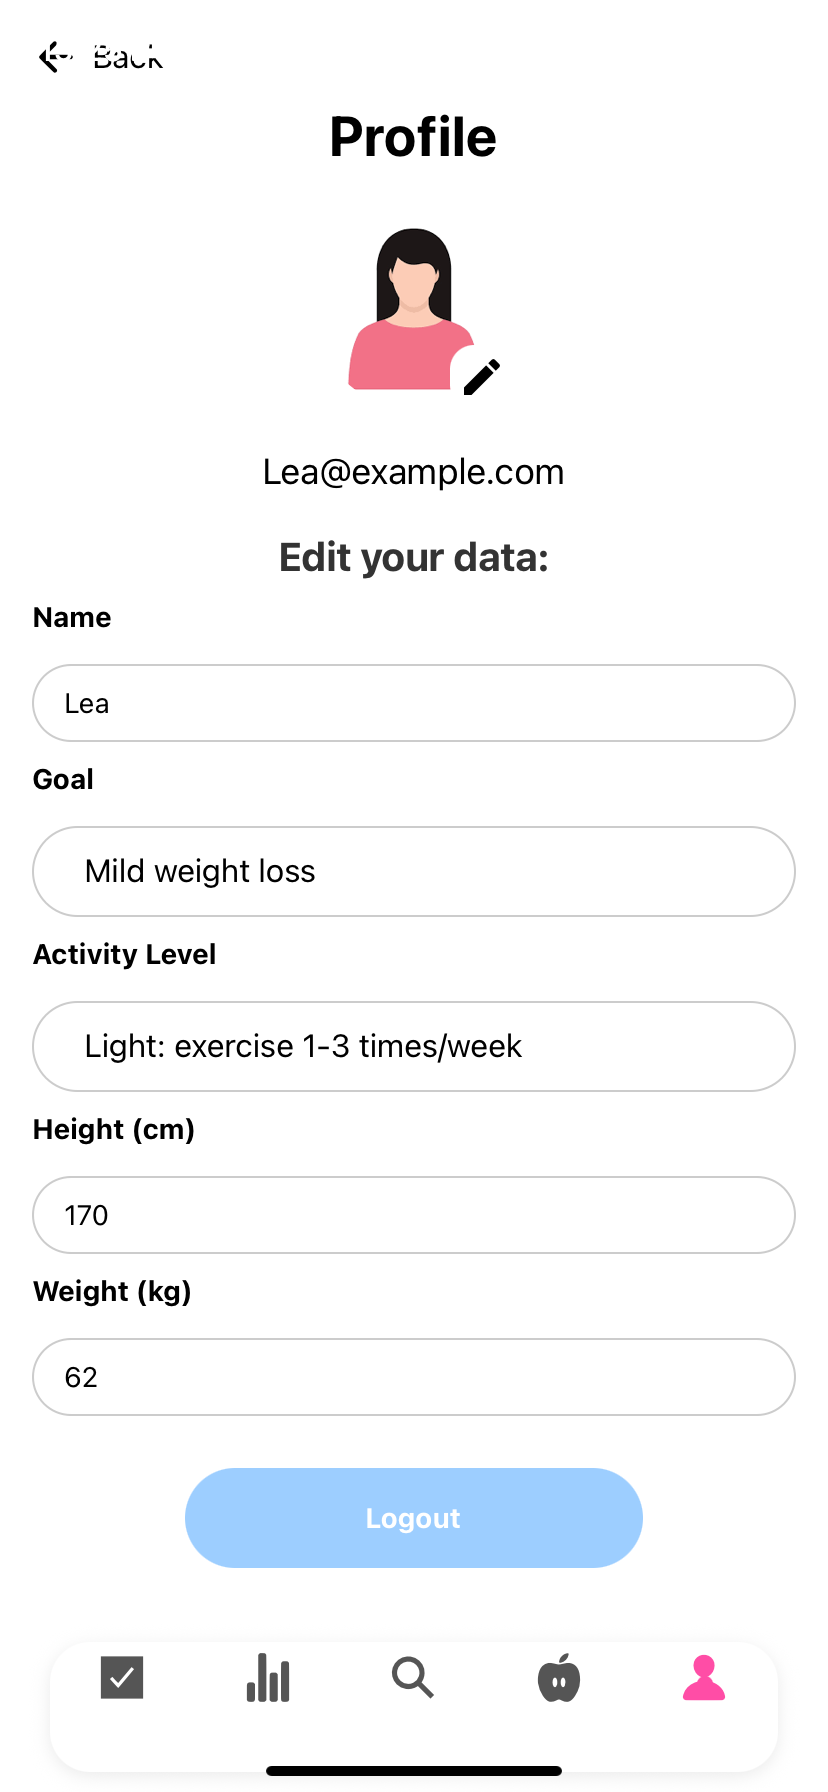 Back
Profile
Lea@example.com
Edit your data:
Name
Lea
Goal
Mild weight loss
Activity Level
Light: exercise 1-3 times/week
Height (cm)
170
Weight (kg)
62
Logout